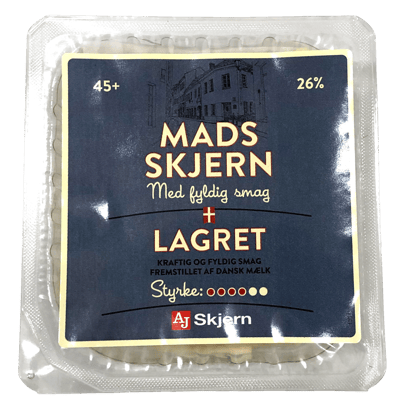 45+ 26%
MADS
SKJERN
Med fyldig smag
LAGRET
KRAFTIG OG FYLDIG SMAG
FREMSTILLET AF DANSK MÆLK
Styrke:
AJ Skjern